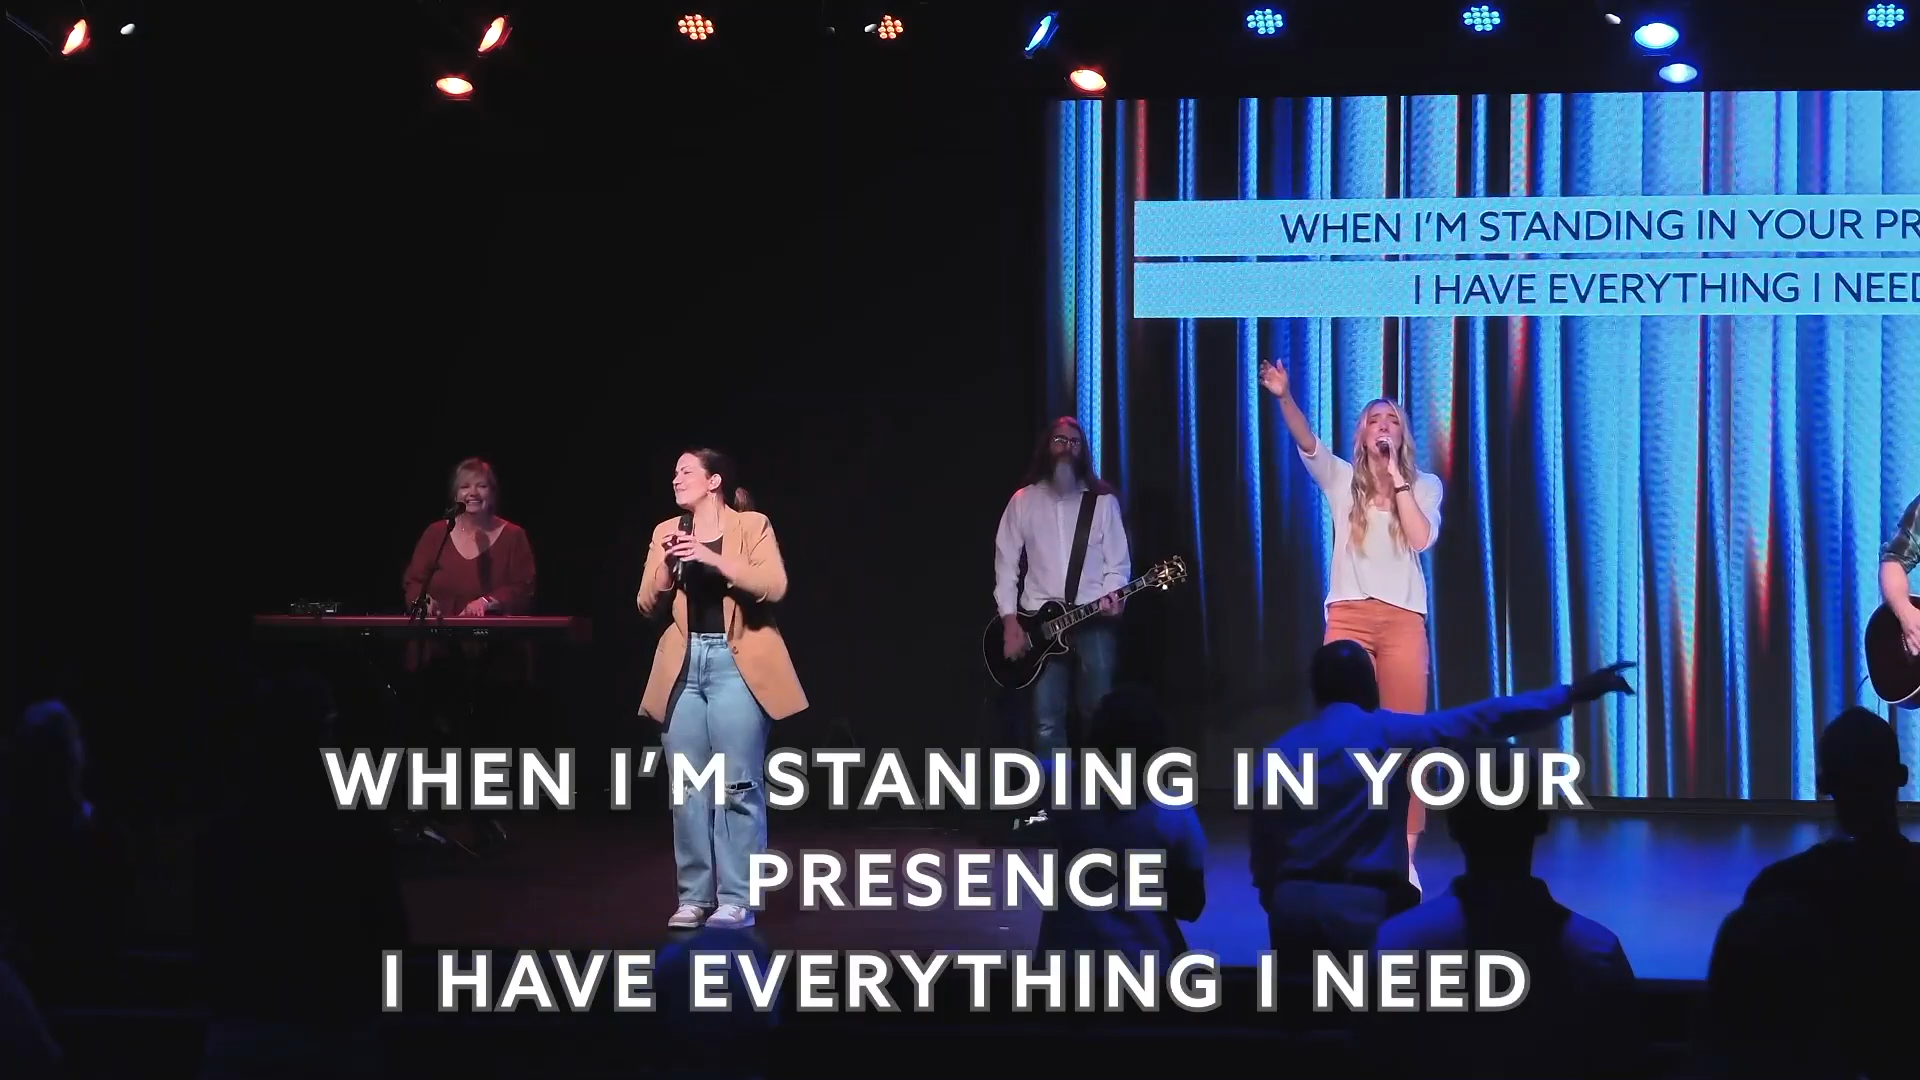 WHEN I'M STANDING IN YOUR PR
I HAVE EVERYTHING I NEED
WHEN I'M STANDING IN YOUR
PRESENCE
I HAVE EVERYTHING I NEED